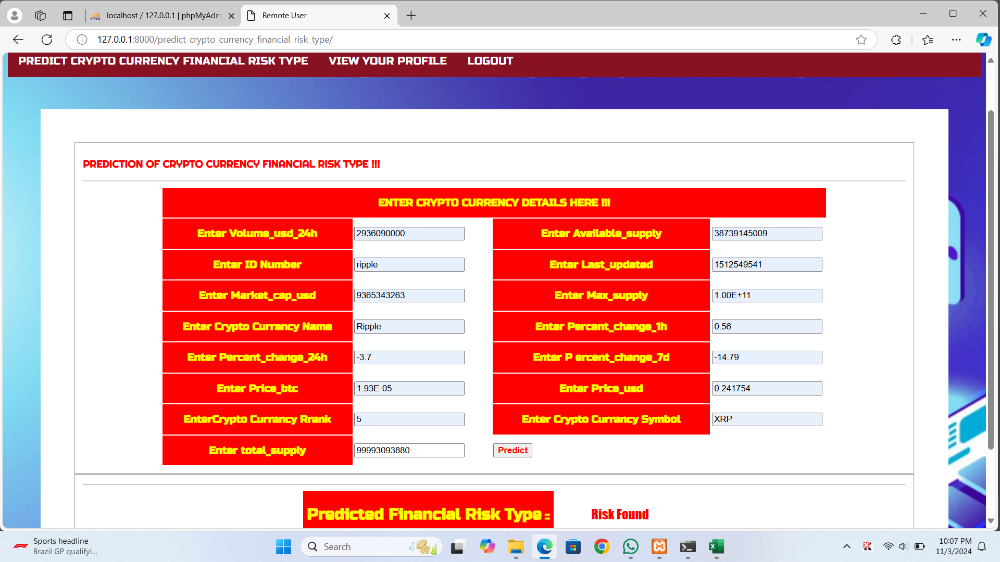 localhost / 127.0.0.1 | phpMyAdm
Remote User
127.0.0.1:8000/predict_crypto_currency_financial_risk_type/
PREDICT CRYPTO CURRENCY FINANCIAL RISK TYPE VIEW YOUR PROFILE LOGOUT
PREDICTION OF CRYPTO CURRENCY FINANCIAL RISK TYPE !!!
ENTER CRYPTO CURRENCY DETAILS HERE !!!
Enter Volume_usd_24h 2936090000 Enter Available_supply 38739145009
Enter ID Number ripple Enter Last_updated 1512549541
Enter Market_cap_usd 9365343263 Enter Max_supply 1.00E+11
Enter Crypto Currancy Name Ripple Enter Percent_change_1h 0.56
Enter Percent_change_24h -3.7 Enter P ercent_change_7d -14.79
Enter Price_btc 1.93E-05 Enter Price_usd 0.241754
EnterCrypto Currancy Rrank 5 Enter Crypto Currancy Symbol XRP
Enter total_supply 99993093880 Predict
Predicted Financial Risk Type = Risk Found
Sports headline
Brazil GP qualifyi...
Search
10:07 PM
11/3/2024